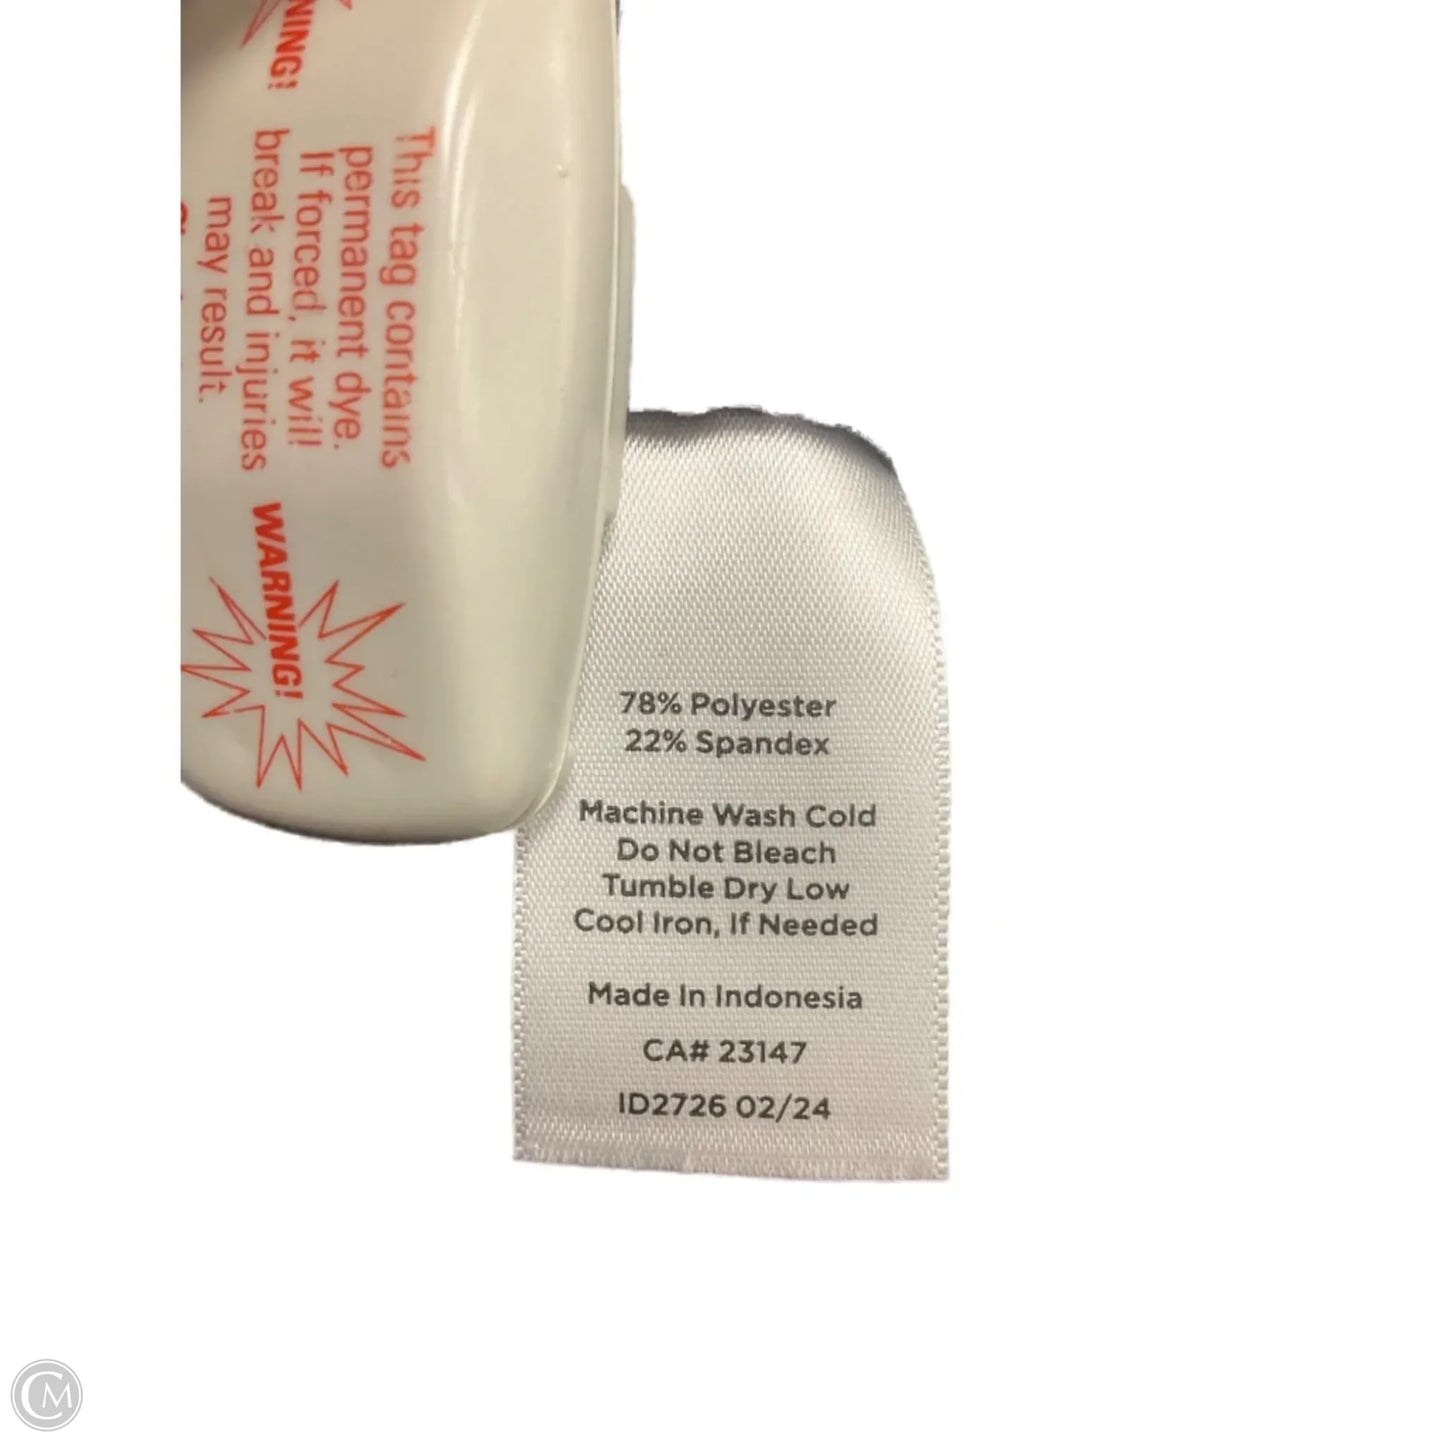 NING!
This tag contains
permanent dye.
If forced, it will
break and injuries
may result.
WARNING!
78% Polyester
22% Spandex
Machine Wash Cold
Do Not Bleach
Tumble Dry Low
Cool Iron, If Needed
Made In Indonesia
CA# 23147
ID2726 02/24
CM